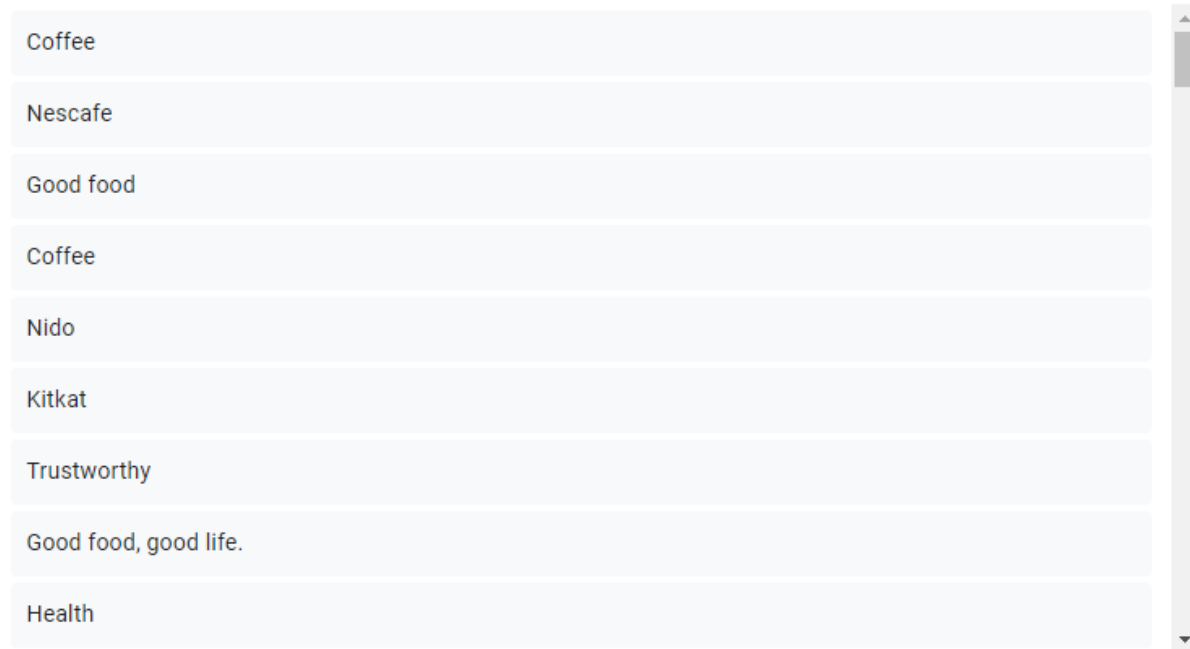 Coffee
Nescafe
Good food
Coffee
Nido
Kitkat
Trustworthy
Good food, good life.
Health